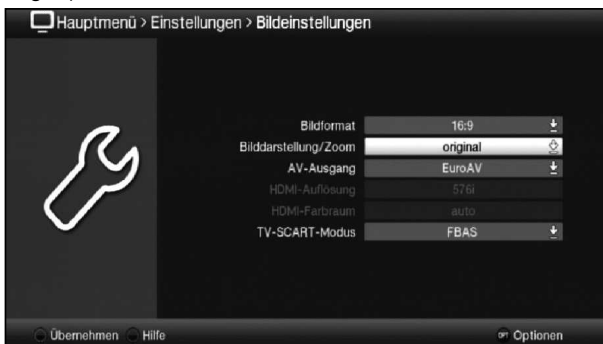 Hauptmenü > Einstellungen > Bildeinstellungen
Bildformat 16:9
Bilddarstellung/Zoom original
AV-Ausgang EuroAV
HDMI-Auflösung 576i
HDMI-Farbraum auto
TV-SCART-Modus FBAS
Übernehmen Hilfe OPT Optionen